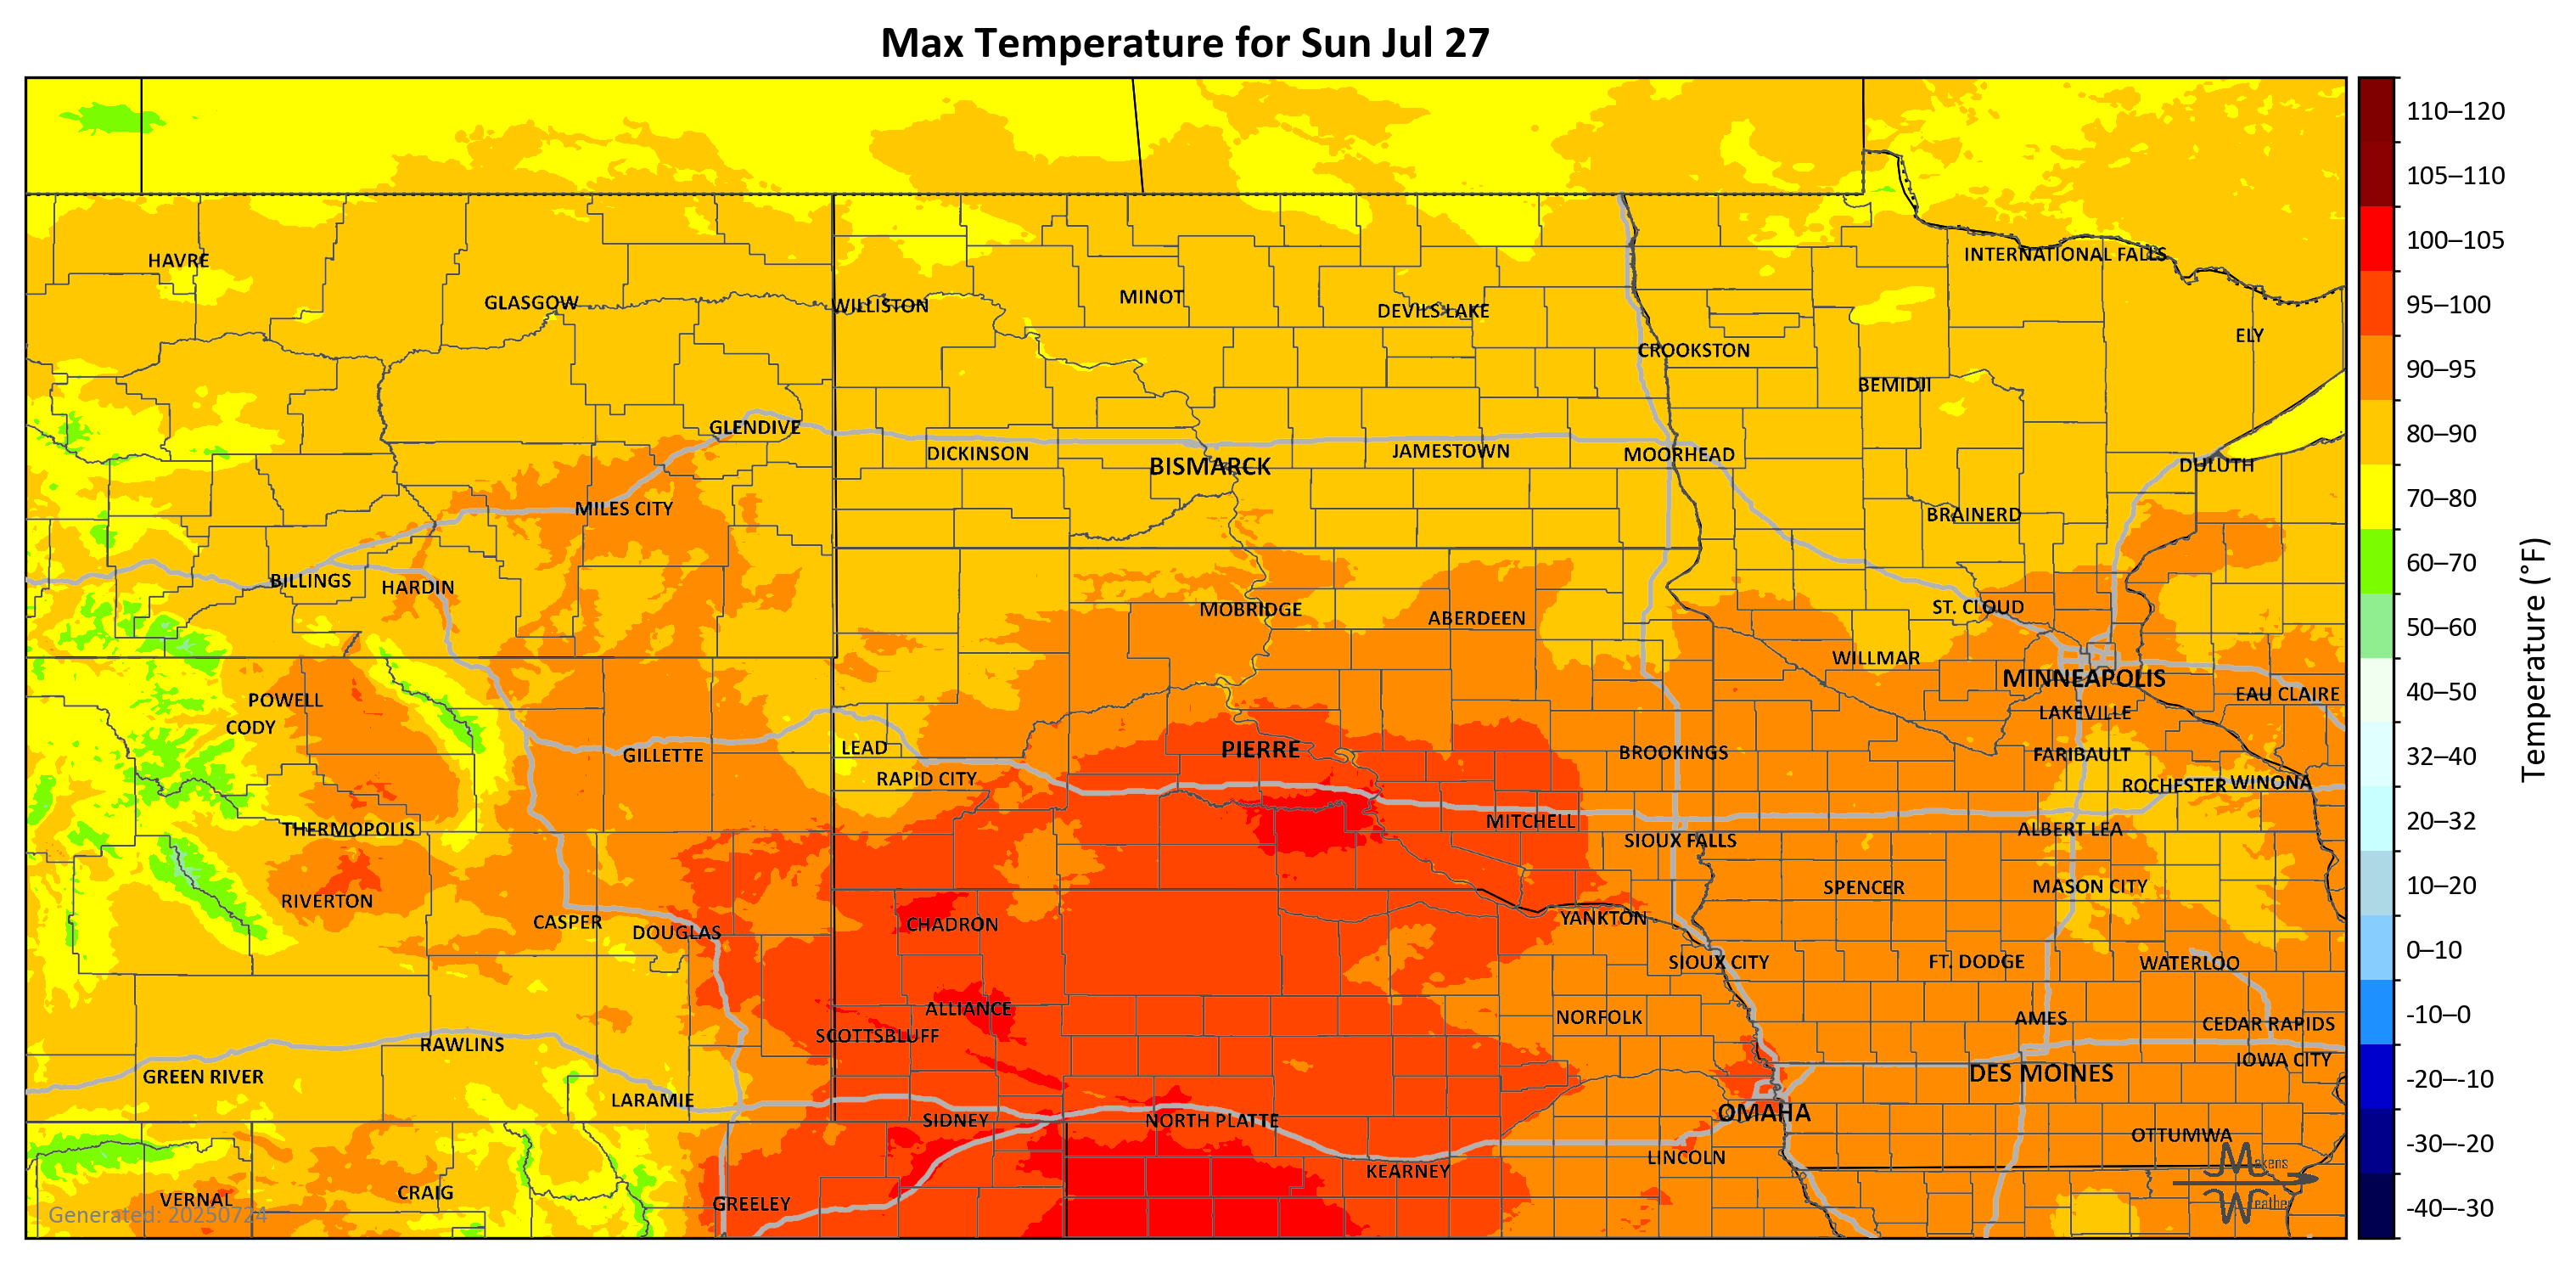 Max Temperature for Sun Jul 27
110–120
105–110
HAVRE
INTERNATIONAL FALLS
100–105
GLASGOW
WILLISTON
MINOT
DEVILS LAKE
95–100
ELY
CROOKSTON
BEMIDJI
90–95
GLENDIVE
DICKINSON
BISMARCK
JAMESTOWN
MOORHEAD
DULUTH
80–90
MILES CITY
BRAINERD
70–80
BILLINGS
HARDIN
60–70
MOBRIDGE
ABERDEEN
ST. CLOUD
50–60
WILLMAR
MINNEAPOLIS
POWELL
EAU CLAIRE
40–50
CODY
LAKEVILLE
GILLETTE
LEAD
PIERRE
BROOKINGS
FARIBAULT
32–40
Temperature (°F)
RAPID CITY
ROCHESTER
WINONA
THERMOPOLIS
MITCHELL
SIOUX FALLS
ALBERT LEA
20–32
RIVERTON
SPENCER
MASON CITY
10–20
CASPER
DOUGLAS
CHADRON
YANKTON
SIOUX CITY
FT. DODGE
WATERLOO
0–10
ALLIANCE
NORFOLK
AMES
CEDAR RAPIDS
-10–0
SCOTTSBLUFF
RAWLINS
IOWA CITY
GREEN RIVER
DES MOINES
-20–-10
LARAMIE
SIDNEY
NORTH PLATTE
OMAHA
OTTUMWA
-30–-20
KEARNEY
LINCOLN
Makens
VERNAL
CRAIG
GREELEY
Weather
-40–-30
Generated: 20250724